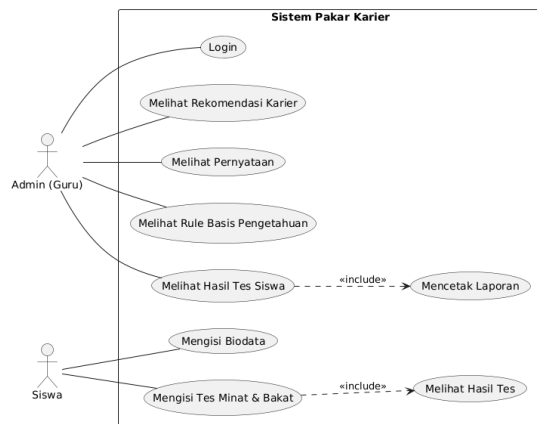 Sistem Pakar Karier
Login
Melihat Rekomendasi Karier
Melihat Pernyataan
Admin (Guru)
Melihat Rule Basis Pengetahuan
Melihat Hasil Tes Siswa
«include»
Mencetak Laporan
Mengisi Biodata
Siswa
Mengisi Tes Minat & Bakat
«include»
Melihat Hasil Tes